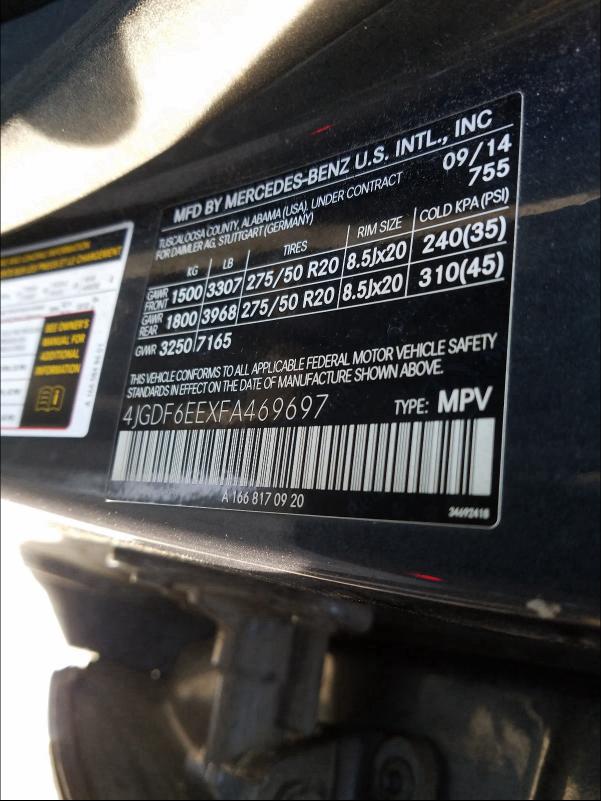 MFD BY MERCEDES-BENZ U.S. INTL., INC
TUSCALOOSA COUNTY, ALABAMA (USA), UNDER CONTRACT 09/14
FOR DAIMLER AG, STUTTGART (GERMANY) 755
KG LB TIRES RIM SIZE COLD KPA (PSI)
GAWR FRONT 1500 3307 275/50 R20 8.5Jx20 240(35)
GAWR REAR 1800 3968 275/50 R20 8.5Jx20 310(45)
GVWR 3250 7165
THIS VEHICLE CONFORMS TO ALL APPLICABLE FEDERAL MOTOR VEHICLE SAFETY
STANDARDS IN EFFECT ON THE DATE OF MANUFACTURE SHOWN ABOVE.
4JGDF6EEXFA469697 TYPE: MPV
A 166 817 09 20
34692418
SEE OWNER'S
MANUAL FOR
ADDITIONAL
INFORMATION